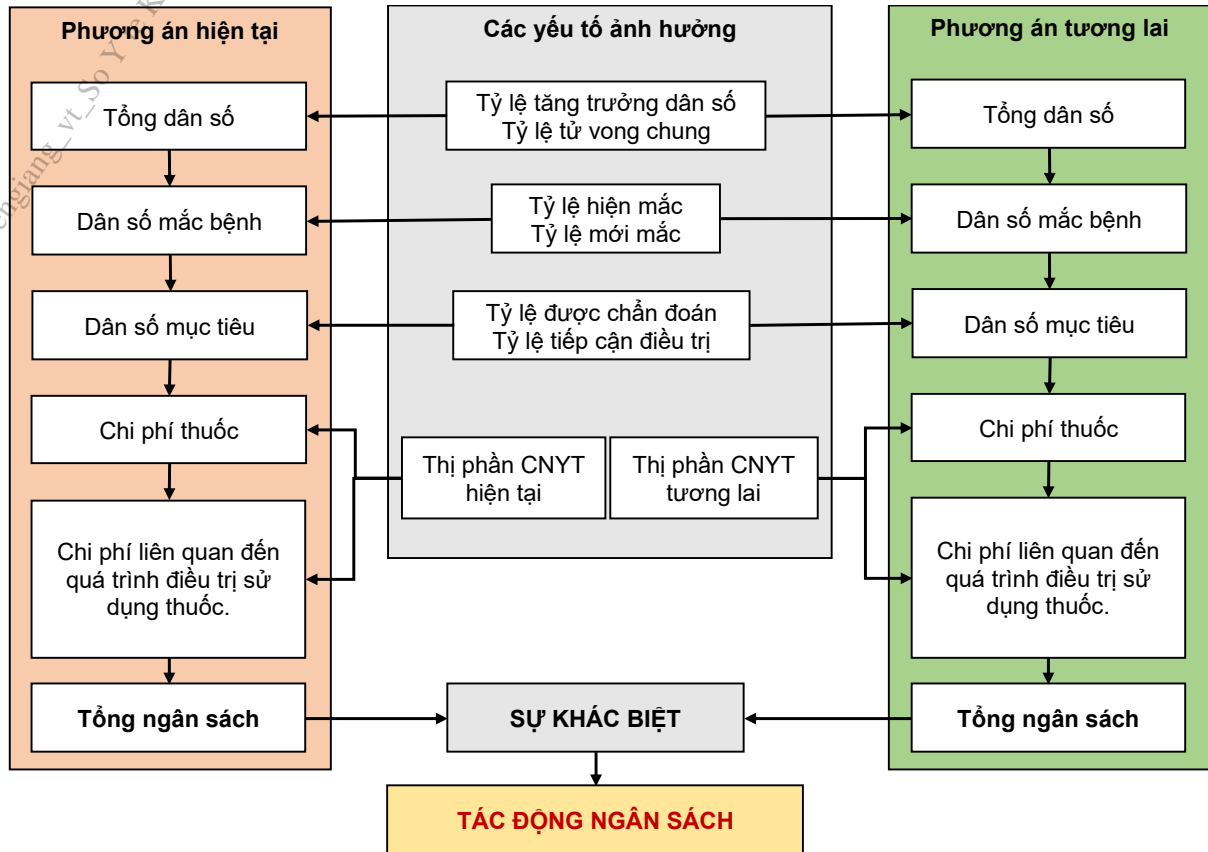 Phương án hiện tại
Tổng dân số
Dân số mắc bệnh
Dân số mục tiêu
Chi phí thuốc
Chi phí liên quan đến
quá trình điều trị sử
dụng thuốc.
Tổng ngân sách
Các yếu tố ảnh hưởng
Tỷ lệ tăng trưởng dân số
Tỷ lệ tử vong chung
Tỷ lệ hiện mắc
Tỷ lệ mới mắc
Tỷ lệ được chẩn đoán
Tỷ lệ tiếp cận điều trị
Thị phần CNYT
hiện tại
Thị phần CNYT
tương lai
SỰ KHÁC BIỆT
TÁC ĐỘNG NGÂN SÁCH
Phương án tương lai
Tổng dân số
Dân số mắc bệnh
Dân số mục tiêu
Chi phí thuốc
Chi phí liên quan đến
quá trình điều trị sử
dụng thuốc.
Tổng ngân sách